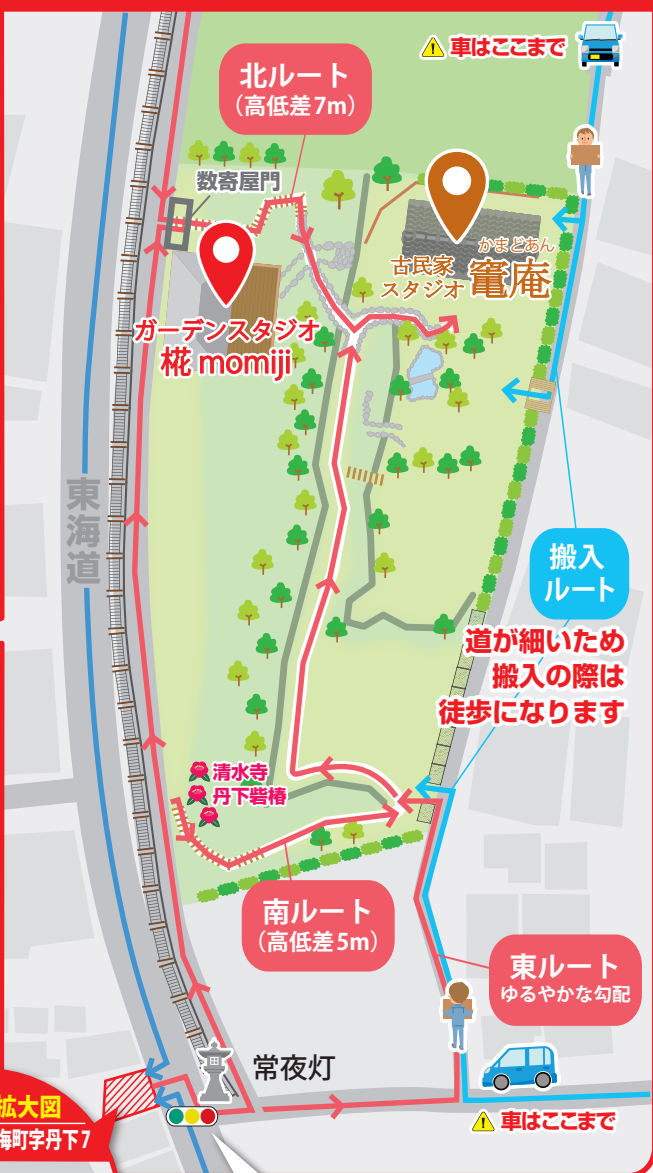 ⚠ 車はここまで
北ルート
（高低差7m）
数寄屋門
かまどあん
古民家
スタジオ 竈庵
ガーデンスタジオ
椛 momiji
東海道
搬入
ルート
道が細いため
搬入の際は
徒歩になります
清水寺
丹下砦椿
南ルート
（高低差5m）
東ルート
ゆるやかな勾配
常夜灯
拡大図
海町字丹下7
⚠ 車はここまで